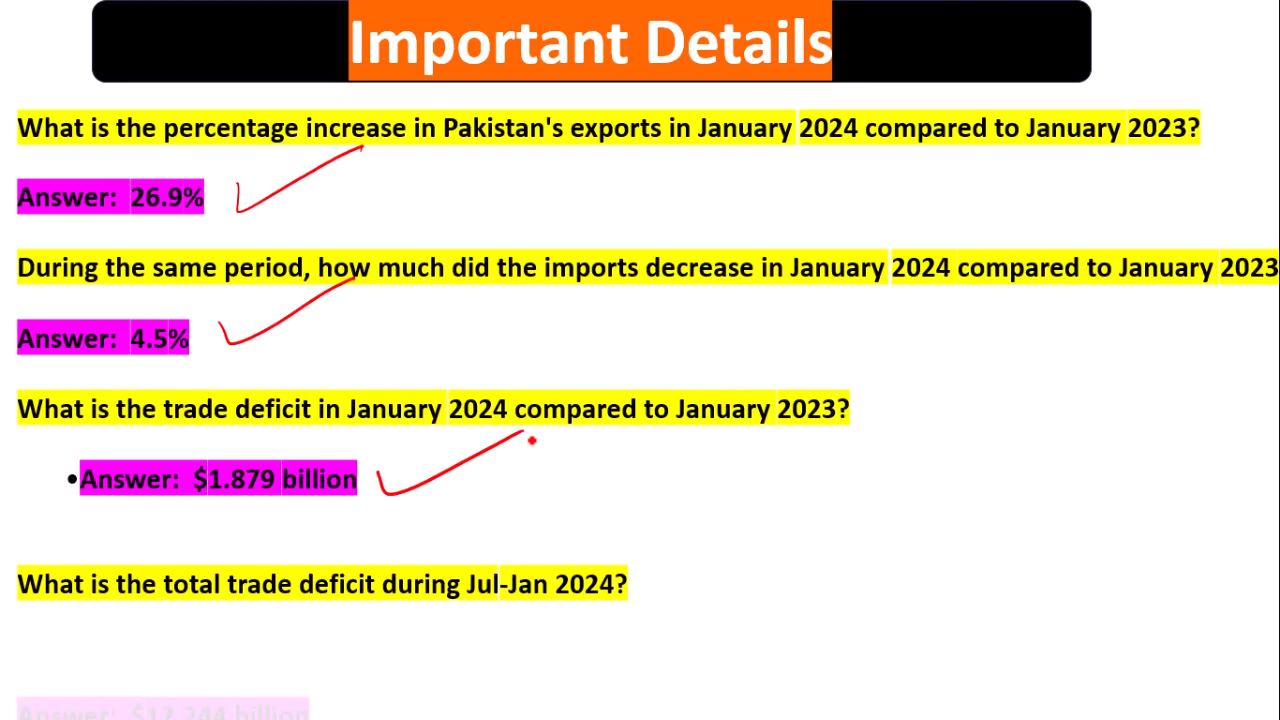 Important Details
What is the percentage increase in Pakistan's exports in January 2024 compared to January 2023?
Answer: 26.9%
During the same period, how much did the imports decrease in January 2024 compared to January 2023
Answer: 4.5%
What is the trade deficit in January 2024 compared to January 2023?
•Answer: $1.879 billion
What is the total trade deficit during Jul-Jan 2024?
Answer: billion